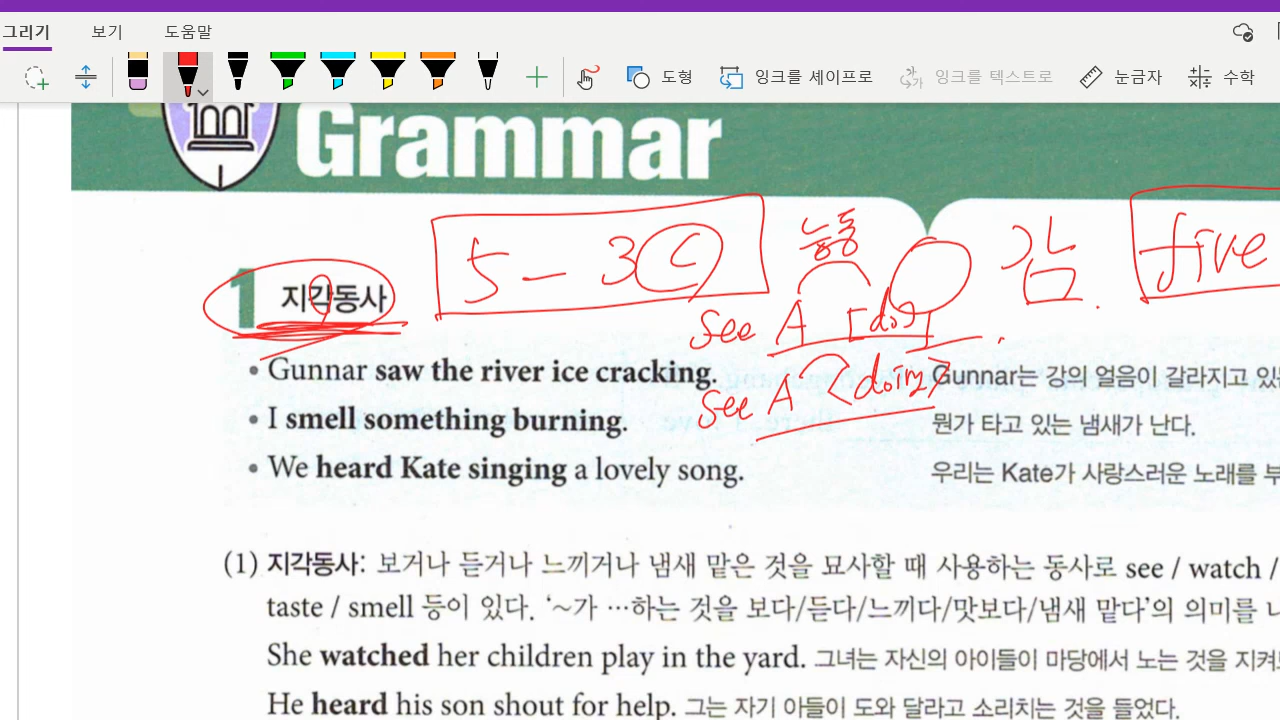 그리기 보기 도움말
도형 잉크를 셰이프로 잉크를 텍스트로 눈금자 수학
Grammar
5 - 3C 능동 감 five
1 지각동사
See A [do]
• Gunnar saw the river ice cracking. Gunnar는 강의 얼음이 갈라지고 있
See A <doing>
• I smell something burning. 뭔가 타고 있는 냄새가 난다.
• We heard Kate singing a lovely song. 우리는 Kate가 사랑스러운 노래를 부
(1) 지각동사: 보거나 듣거나 느끼거나 냄새 맡은 것을 묘사할 때 사용하는 동사로 see / watch /
taste / smell 등이 있다. ‘~가 …하는 것을 보다/듣다/느끼다/맛보다/냄새 맡다’의 의미를 나
She watched her children play in the yard. 그녀는 자신의 아이들이 마당에서 노는 것을 지켜
He heard his son shout for help. 그는 자기 아들이 도와 달라고 소리치는 것을 들었다.